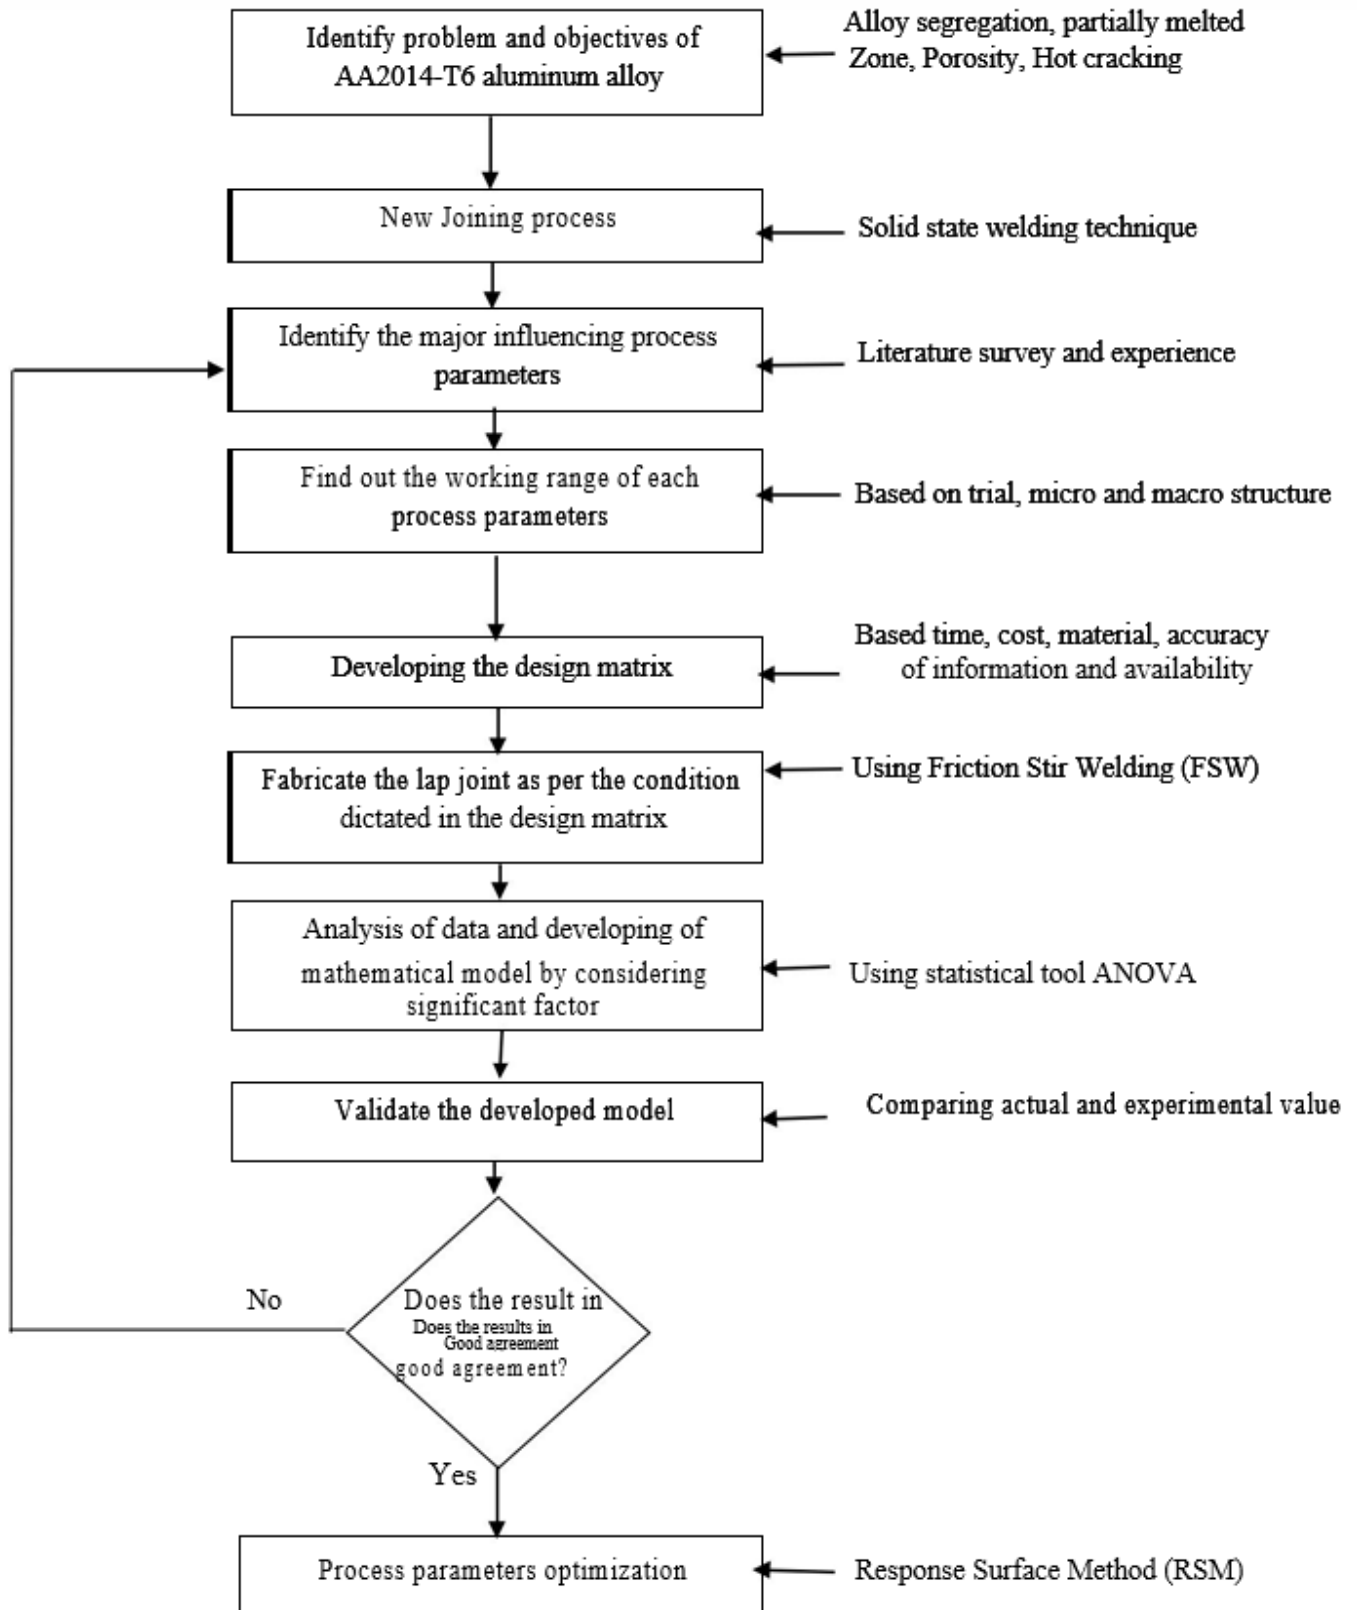 Identify problem and objectives of
AA2014-T6 aluminum alloy
Alloy segregation, partially melted
Zone, Porosity, Hot cracking
New Joining process
Solid state welding technique
Identify the major influencing process
parameters
Literature survey and experience
Find out the working range of each
process parameters
Based on trial, micro and macro structure
Developing the design matrix
Based time, cost, material, accuracy
of information and availability
Fabricate the lap joint as per the condition
dictated in the design matrix
Using Friction Stir Welding (FSW)
Analysis of data and developing of
mathematical model by considering
significant factor
Using statistical tool ANOVA
Validate the developed model
Comparing actual and experimental value
No
Does the result in
Does the results in
Good agreement
good agreement?
Yes
Process parameters optimization
Response Surface Method (RSM)